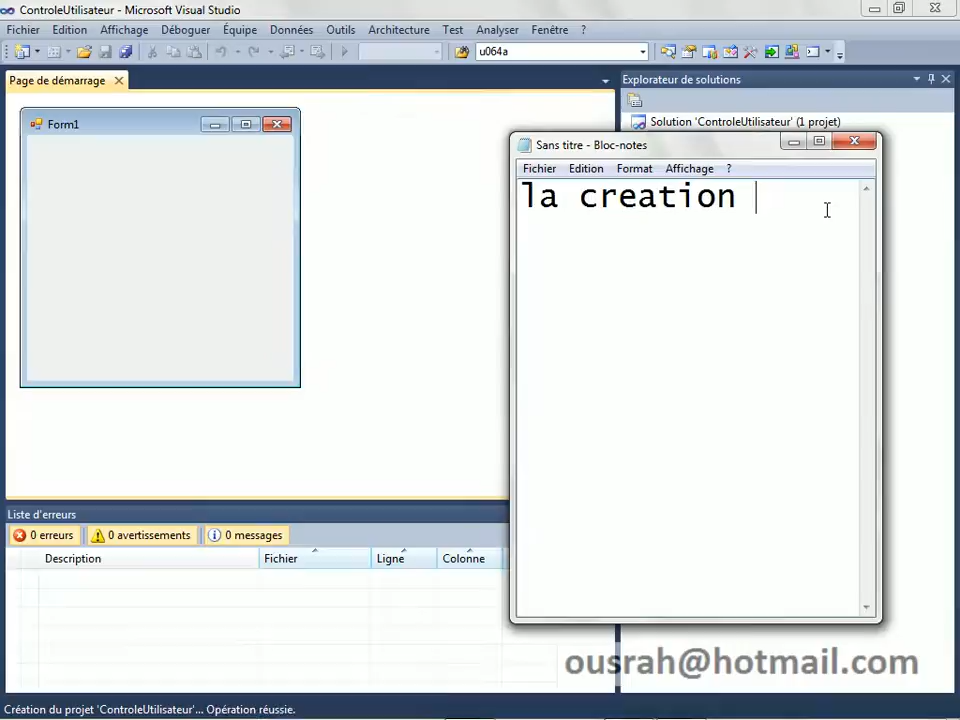 ControleUtilisateur - Microsoft Visual Studio
Fichier Edition Affichage Déboguer Équipe Données Outils Architecture Test Analyser Fenêtre ?
u064a
Page de démarrage
Explorateur de solutions
Form1
Solution 'ControleUtilisateur' (1 projet)
Sans titre - Bloc-notes
Fichier Edition Format Affichage ?
la creation
Liste d'erreurs
0 erreurs 0 avertissements 0 messages
Description Fichier Ligne Colonne
ousrah@hotmail.com
Création du projet 'ControleUtilisateur'... Opération réussie.